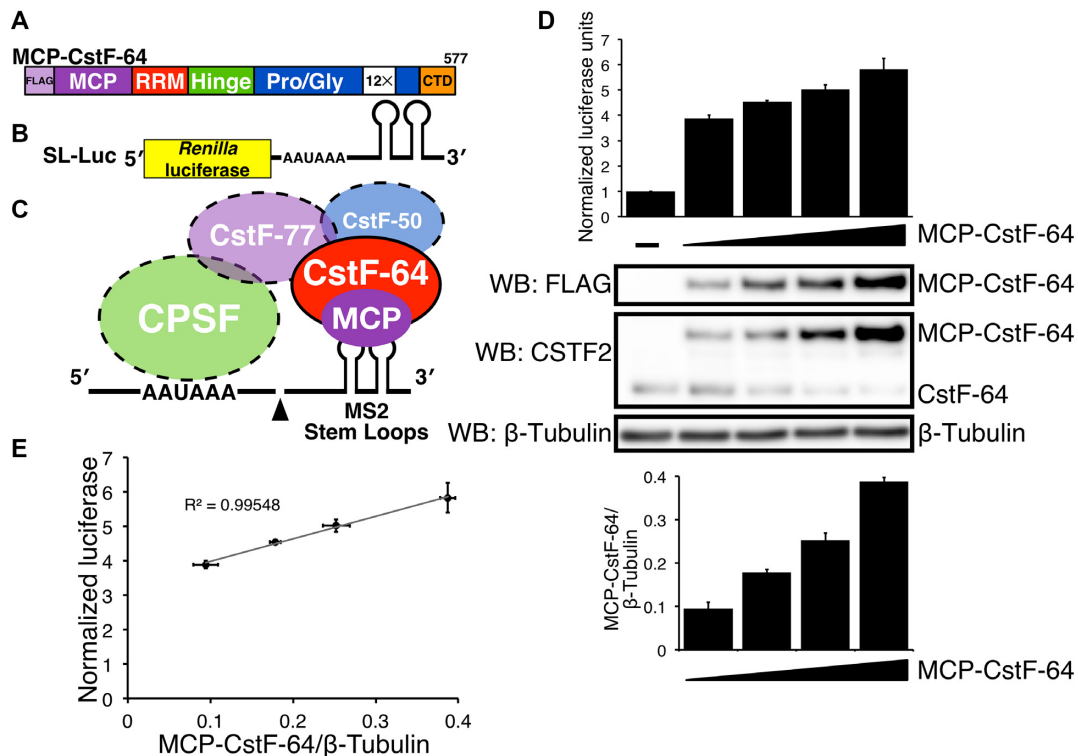 A
MCP-CstF-64
577
FLAG MCP RRM Hinge Pro/Gly 12× CTD
B
SL-Luc 5′ Renilla luciferase AAUAAA 3′
C
CstF-77
CstF-50
CstF-64
CPSF
MCP
5′ AAUAAA 3′
MS2
Stem Loops
D
Normalized luciferase units
7
6
5
4
3
2
1
0
–
MCP-CstF-64
WB: FLAG
MCP-CstF-64
WB: CSTF2
MCP-CstF-64
CstF-64
WB: β-Tubulin
β-Tubulin
MCP-CstF-64/
β-Tubulin
0.4
0.3
0.2
0.1
0
MCP-CstF-64
E
Normalized luciferase
7
6
5
4
3
2
1
0
R² = 0.99548
0 0.1 0.2 0.3 0.4
MCP-CstF-64/β-Tubulin